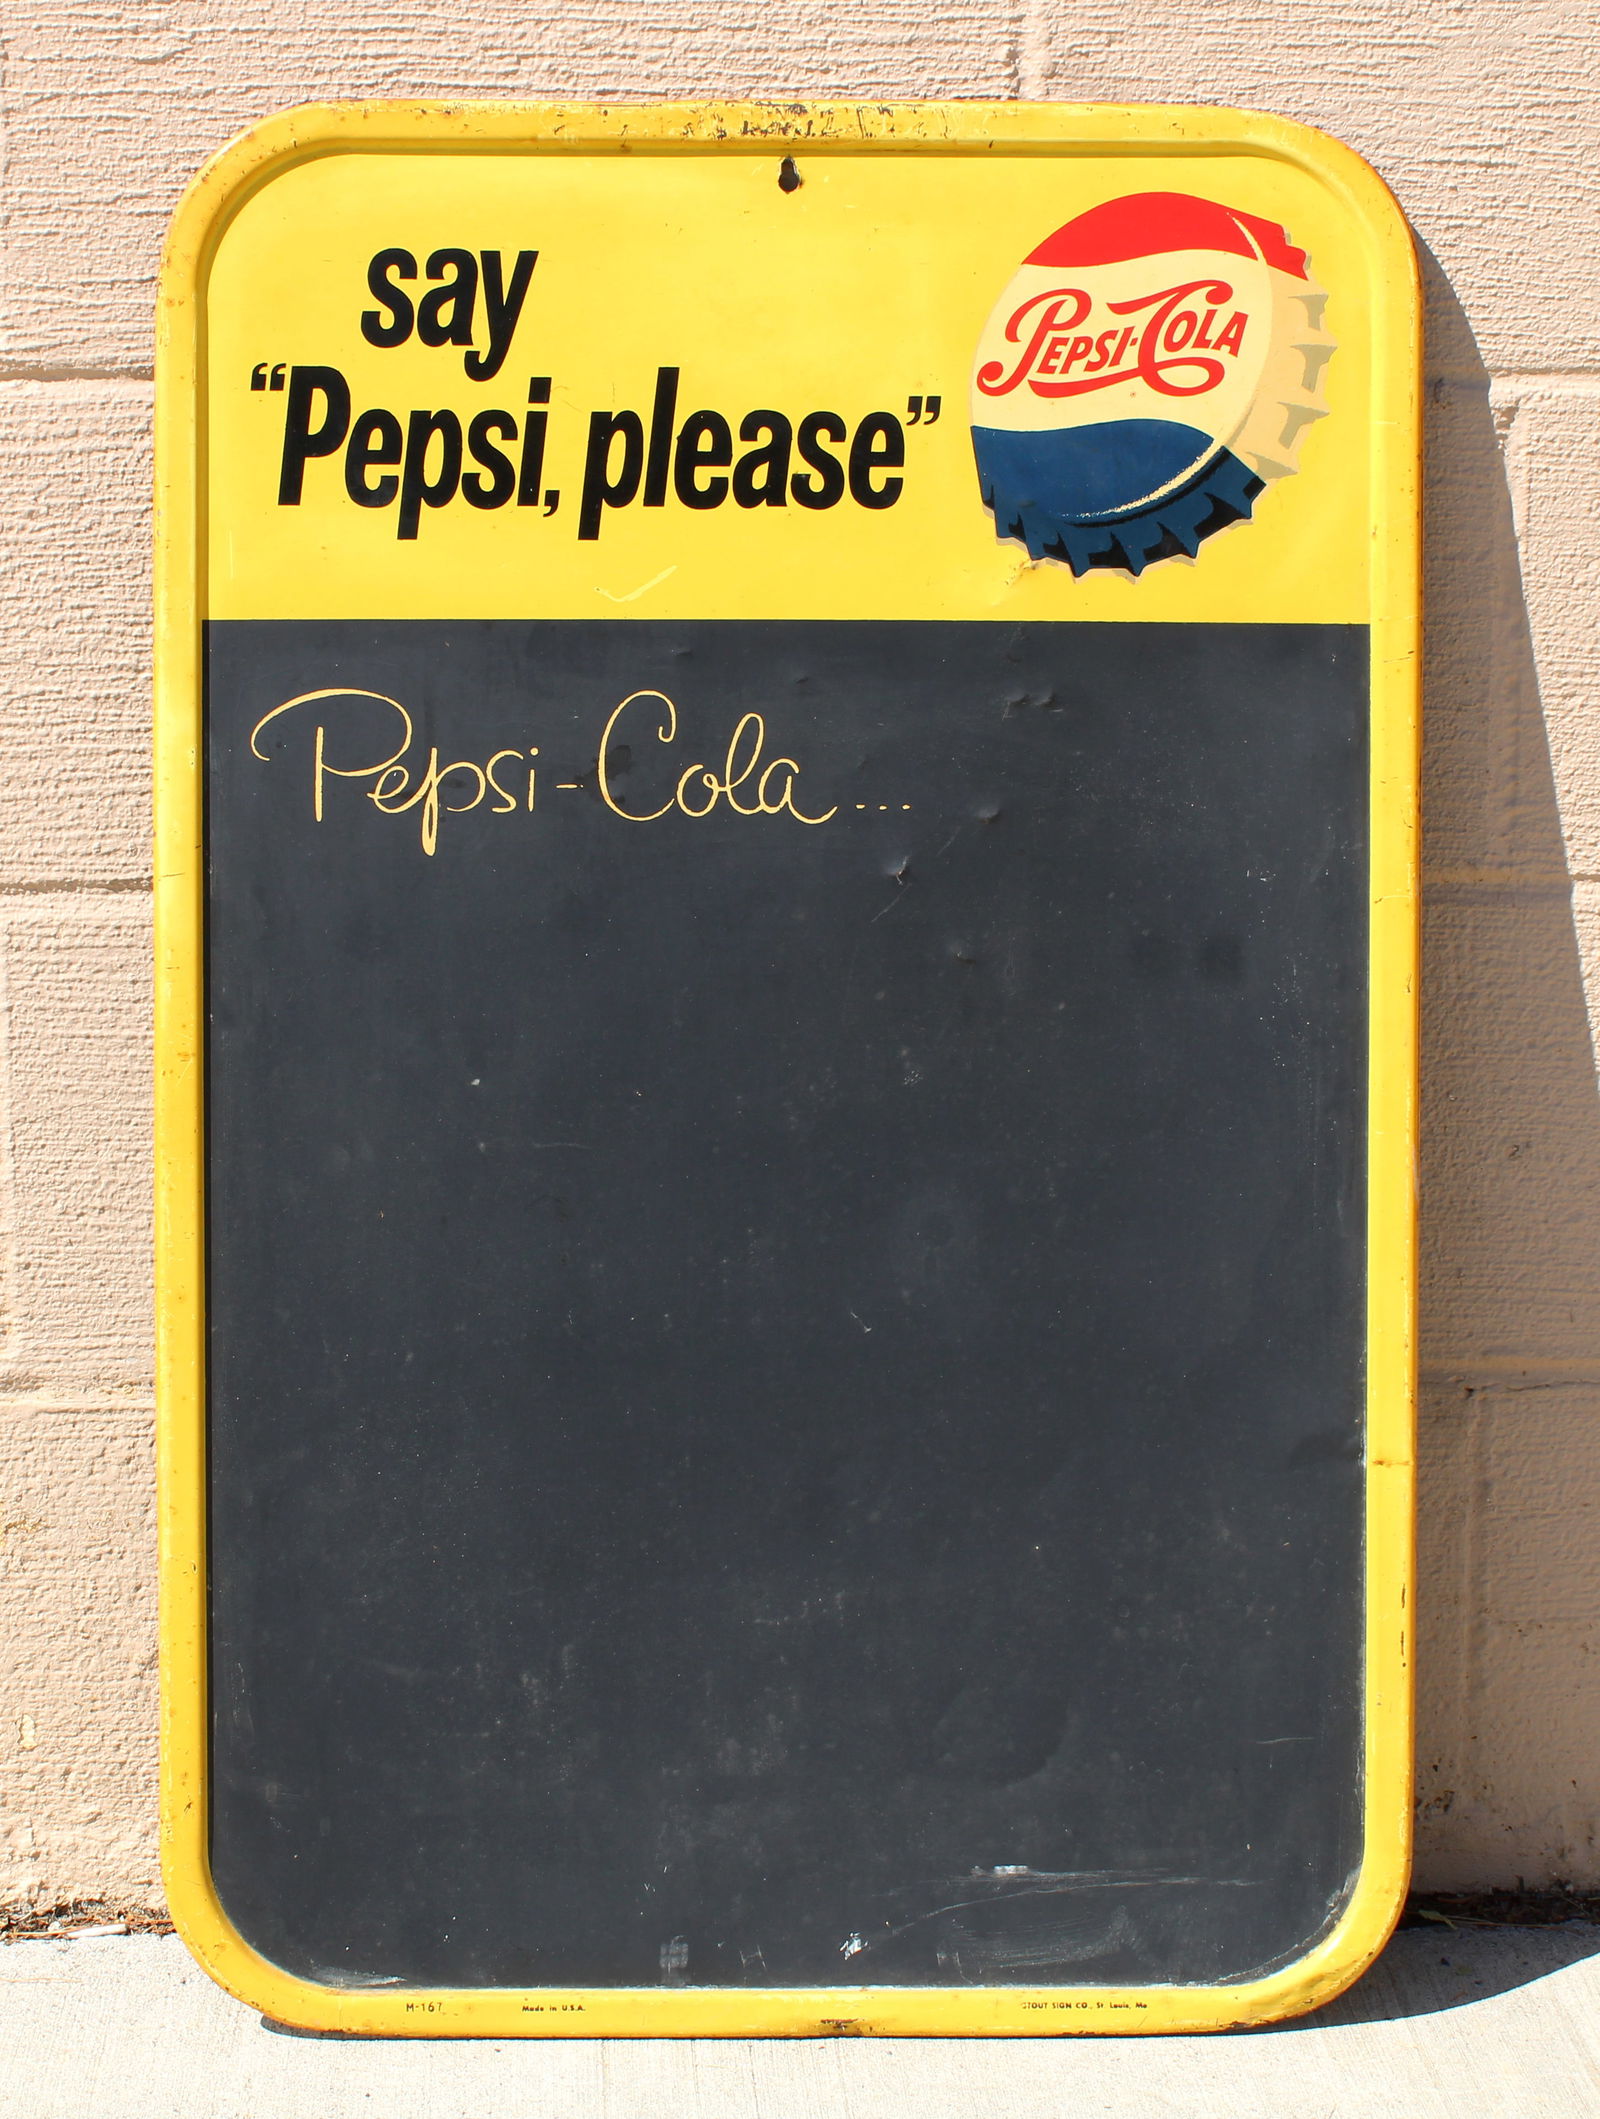 say
“Pepsi, please”
PEPSI-COLA
Pepsi-Cola...
M-167 Made in U.S.A. STOUT SIGN CO., St. Louis, Mo